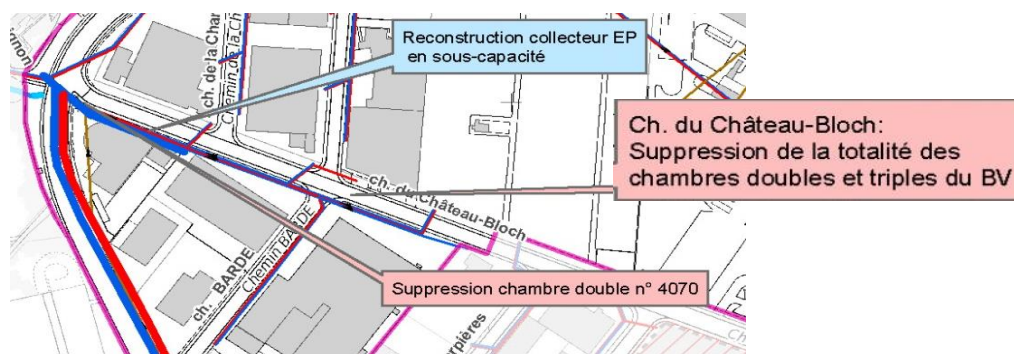 Reconstruction collecteur EP
en sous-capacité
Ch. du Château-Bloch:
Suppression de la totalité des
chambres doubles et triples du BV
Suppression chambre double n° 4070
ch. de la Char
Chemin de la Ch
ch. du Château-Bloch
ch. BARDE
Chemin BARDE
rpières
gnon